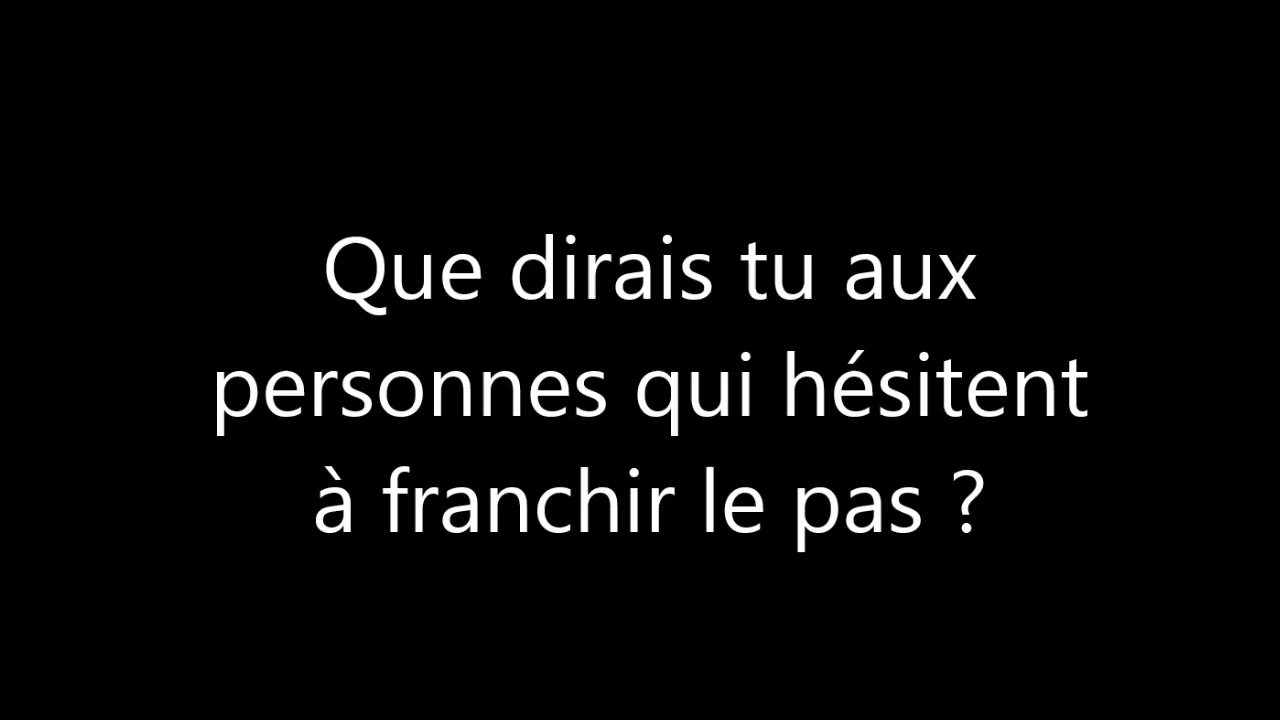 Que dirais tu aux
personnes qui hésitent
à franchir le pas ?